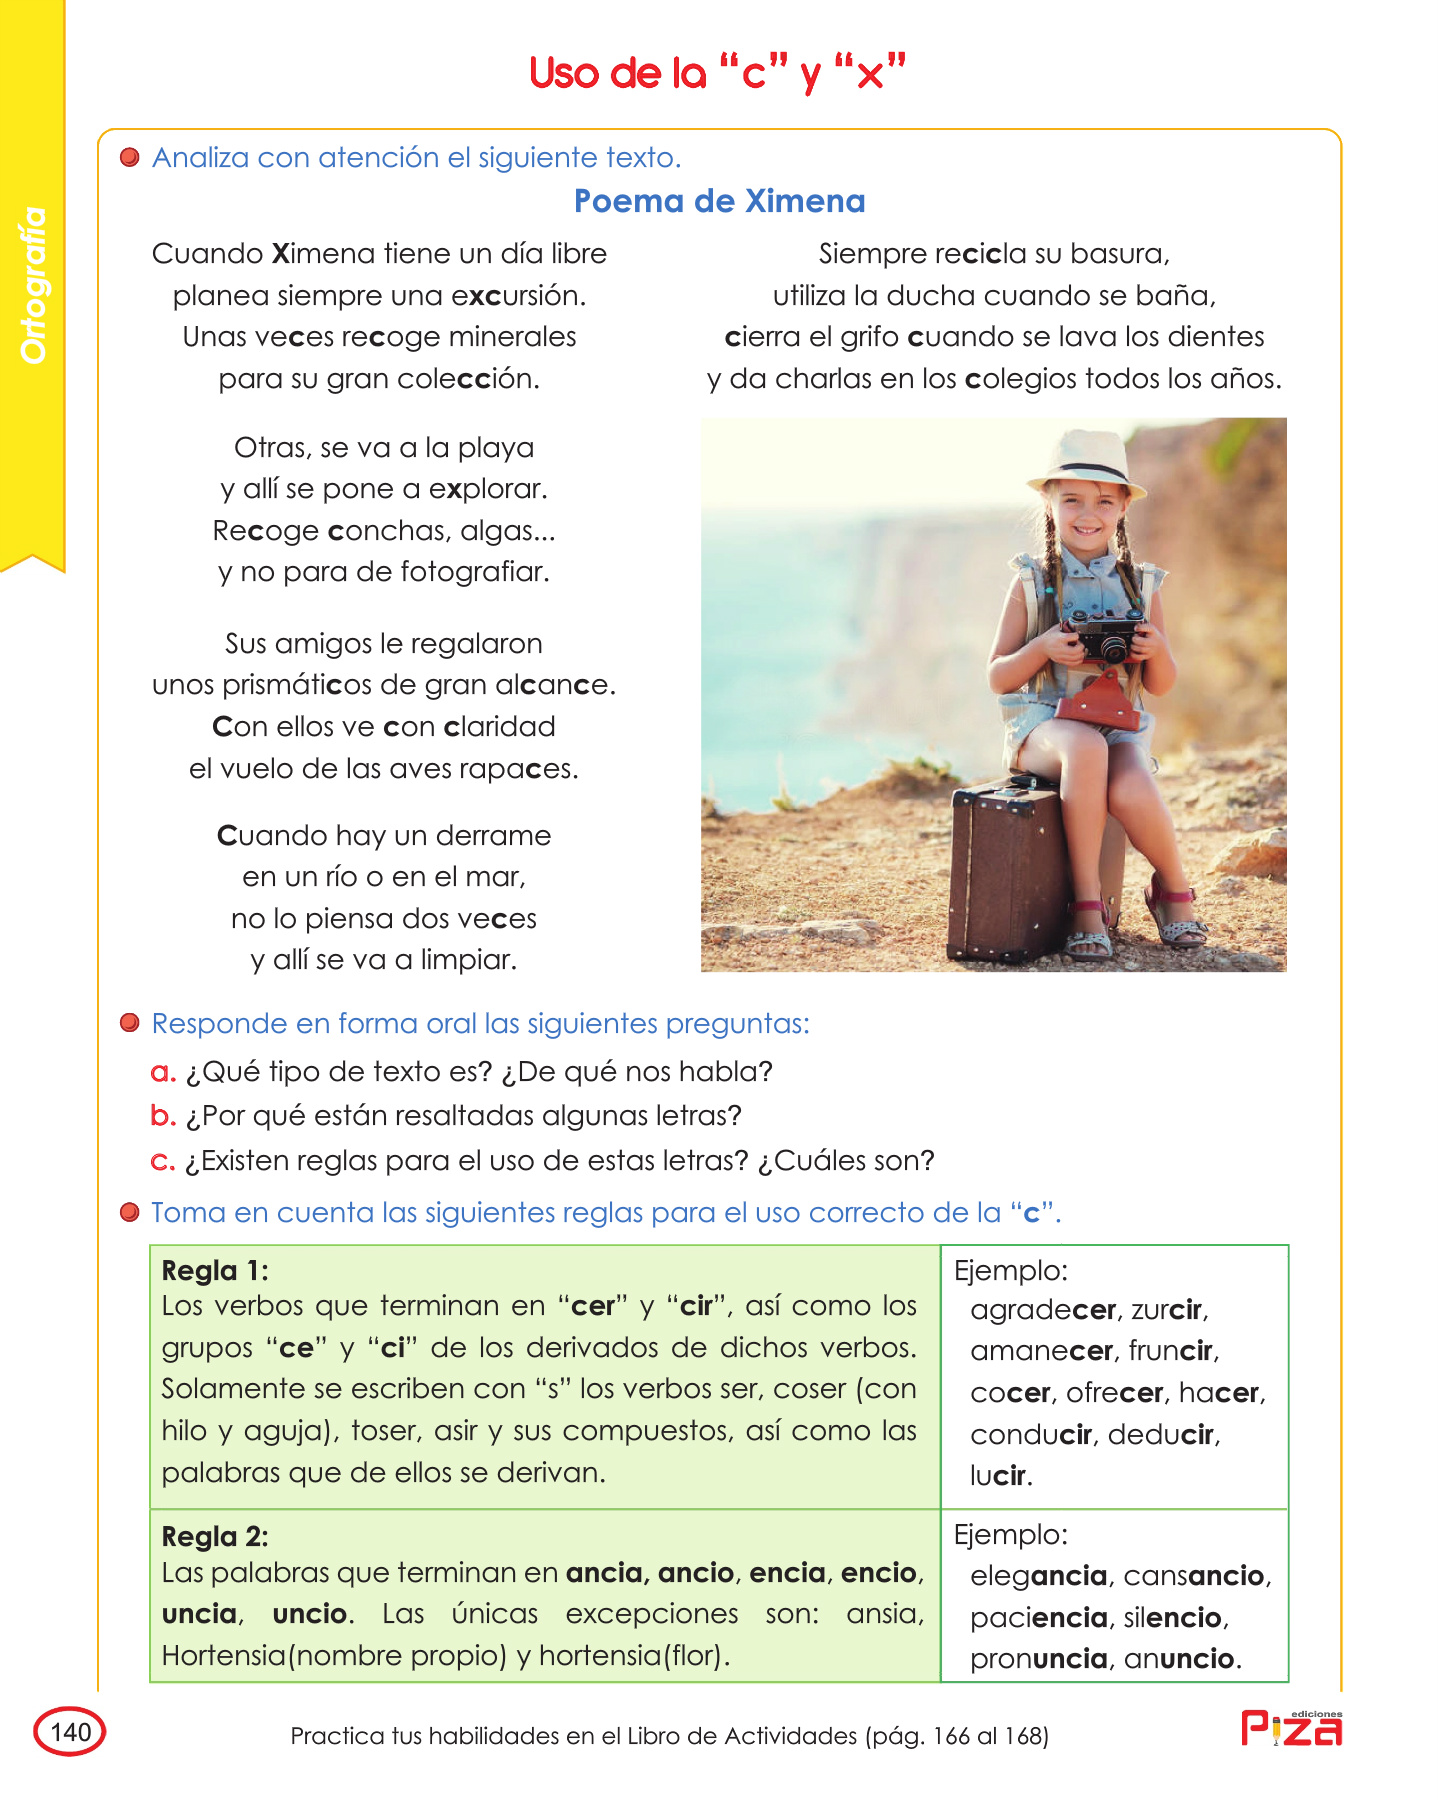 Uso de la “c” y “x”
Ortografía
Analiza con atención el siguiente texto.
Poema de Ximena
Cuando Ximena tiene un día libre
planea siempre una excursión.
Unas veces recoge minerales
para su gran colección.
Otras, se va a la playa
y allí se pone a explorar.
Recoge conchas, algas...
y no para de fotografiar.
Sus amigos le regalaron
unos prismáticos de gran alcance.
Con ellos ve con claridad
el vuelo de las aves rapaces.
Cuando hay un derrame
en un río o en el mar,
no lo piensa dos veces
y allí se va a limpiar.
Siempre recicla su basura,
utiliza la ducha cuando se baña,
cierra el grifo cuando se lava los dientes
y da charlas en los colegios todos los años.
Responde en forma oral las siguientes preguntas:
a. ¿Qué tipo de texto es? ¿De qué nos habla?
b. ¿Por qué están resaltadas algunas letras?
c. ¿Existen reglas para el uso de estas letras? ¿Cuáles son?
Toma en cuenta las siguientes reglas para el uso correcto de la “c”.
Regla 1:
Los verbos que terminan en “cer” y “cir”, así como los
grupos “ce” y “ci” de los derivados de dichos verbos.
Solamente se escriben con “s” los verbos ser, coser (con
hilo y aguja), toser, asir y sus compuestos, así como las
palabras que de ellos se derivan.
Ejemplo:
agradecer, zurcir,
amanecer, fruncir,
cocer, ofrecer, hacer,
conducir, deducir,
lucir.
Regla 2:
Las palabras que terminan en ancia, ancio, encia, encio,
uncia, uncio. Las únicas excepciones son: ansia,
Hortensia(nombre propio) y hortensia(flor).
Ejemplo:
elegancia, cansancio,
paciencia, silencio,
pronuncia, anuncio.
140
Practica tus habilidades en el Libro de Actividades (pág. 166 al 168)
ediciones
Piza